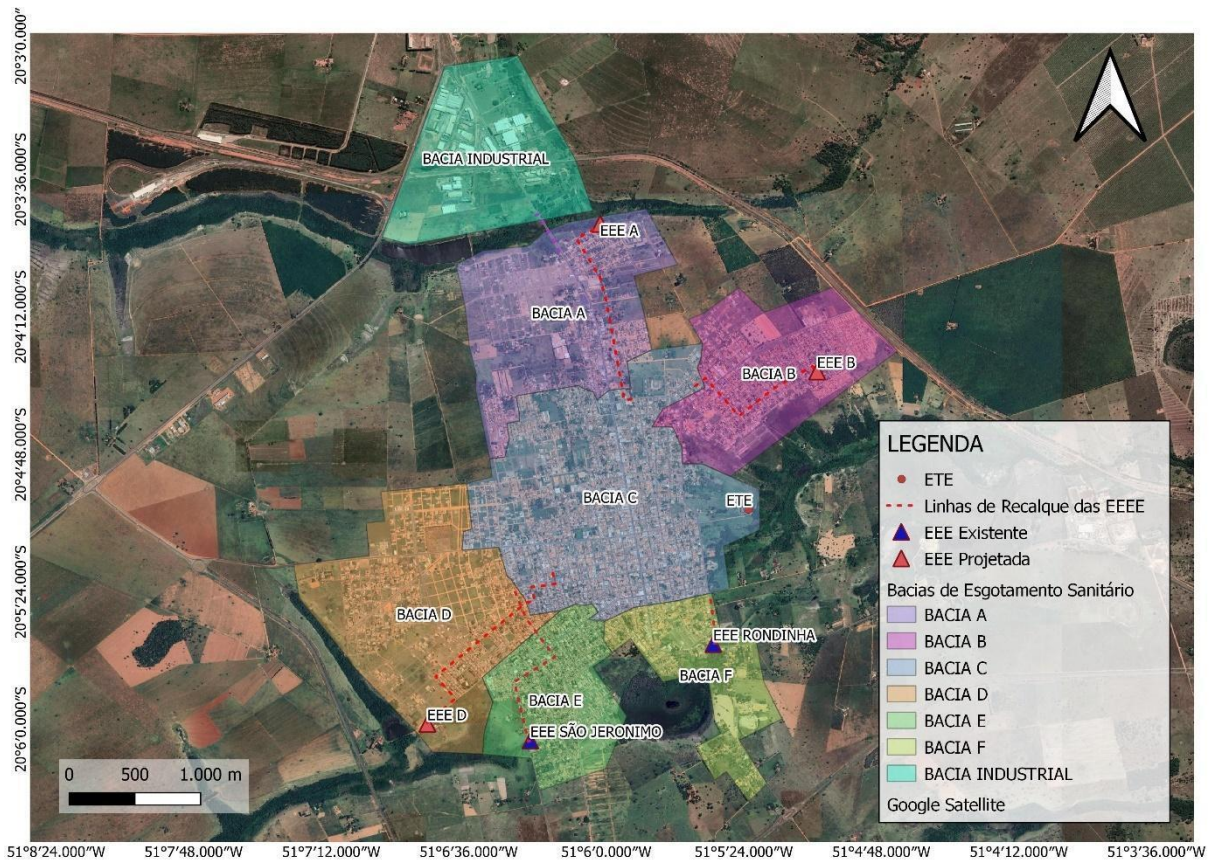 20°3'0.000"S
20°3'36.000"S
20°4'12.000"S
20°4'48.000"S
20°5'24.000"S
20°6'0.000"S
BACIA INDUSTRIAL
EEE A
BACIA A
EEE B
BACIA B
BACIA C
ETE
BACIA D
EEE RONDINHA
BACIA F
BACIA E
EEE D
EEE SÃO JERONIMO
LEGENDA
ETE
Linhas de Recalque das EEEE
EEE Existente
EEE Projetada
Bacias de Esgotamento Sanitário
BACIA A
BACIA B
BACIA C
BACIA D
BACIA E
BACIA F
BACIA INDUSTRIAL
Google Satellite
0 500 1.000 m
51°8'24.000"W 51°7'48.000"W 51°7'12.000"W 51°6'36.000"W 51°6'0.000"W 51°5'24.000"W 51°4'48.000"W 51°4'12.000"W 51°3'36.000"W